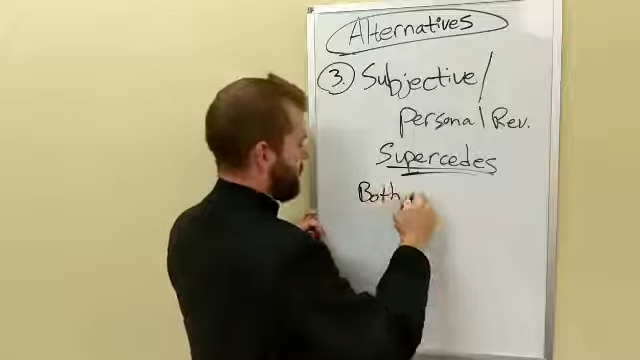 Alternatives
3. Subjective/
Personal Rev.
Supercedes
Both